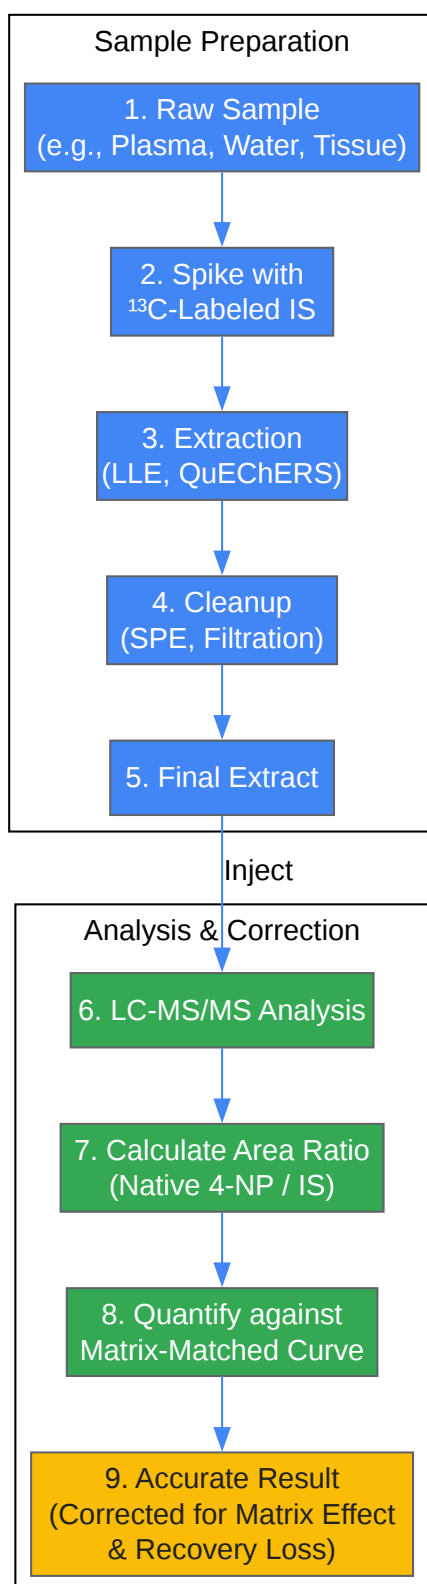 Sample Preparation
1. Raw Sample
(e.g., Plasma, Water, Tissue)
2. Spike with
¹³C-Labeled IS
3. Extraction
(LLE, QuEChERS)
4. Cleanup
(SPE, Filtration)
5. Final Extract
Inject
Analysis & Correction
6. LC-MS/MS Analysis
7. Calculate Area Ratio
(Native 4-NP / IS)
8. Quantify against
Matrix-Matched Curve
9. Accurate Result
(Corrected for Matrix Effect
& Recovery Loss)